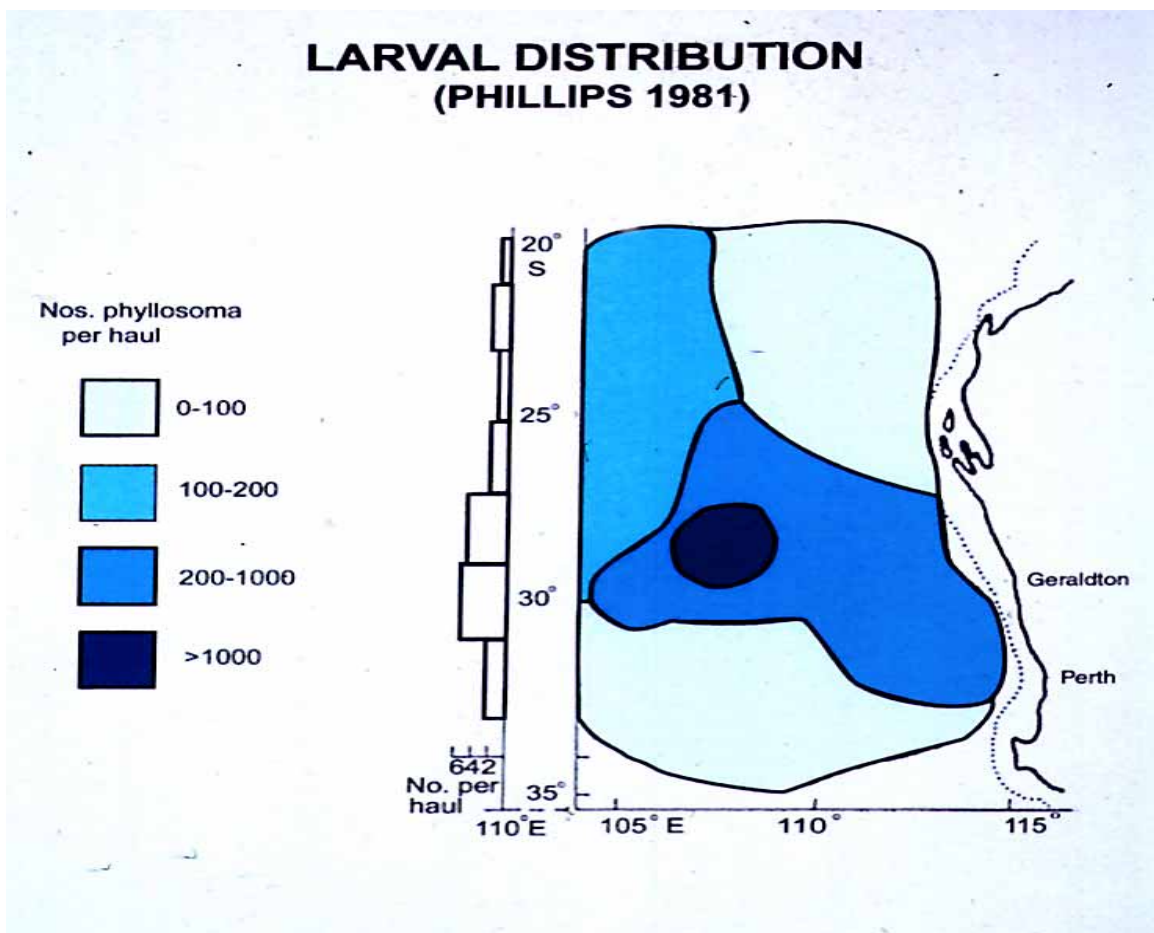 LARVAL DISTRIBUTION
(PHILLIPS 1981)
Nos. phyllosoma
per haul
0-100
100-200
200-1000
>1000
20°
S
25°
30°
35°
642
No. per
haul
110°E
105°E
110°
115°
Geraldton
Perth